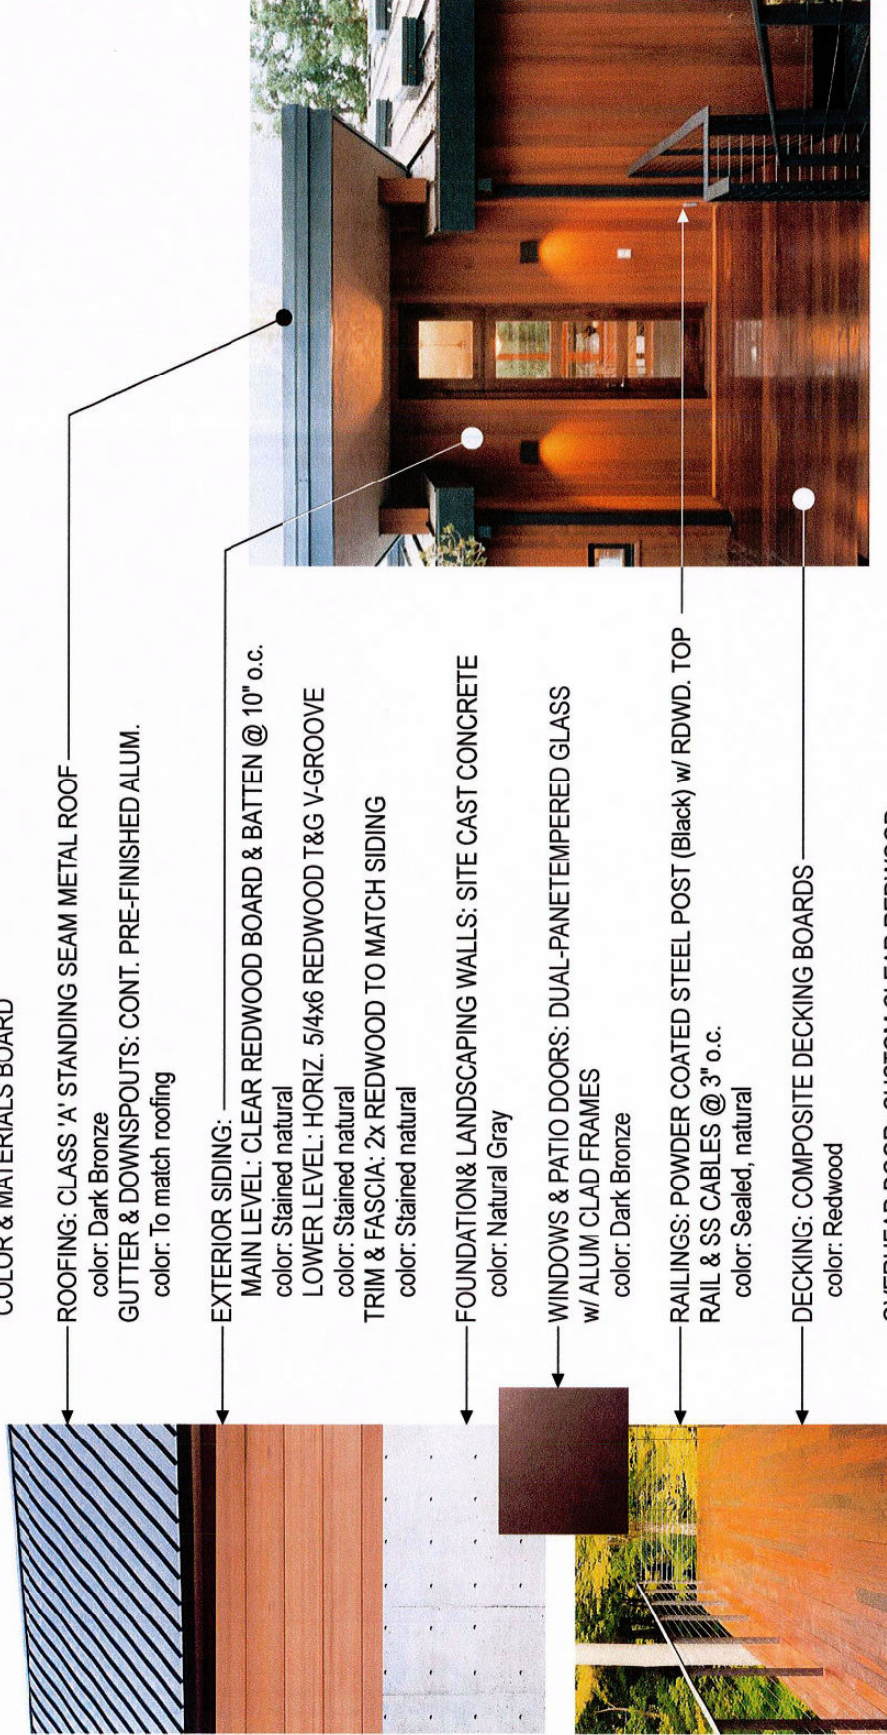 COLOR & MATERIALS BOARD
ROOFING: CLASS 'A' STANDING SEAM METAL ROOF
color: Dark Bronze
GUTTER & DOWNSPOUTS: CONT. PRE-FINISHED ALUM.
color: To match roofing
EXTERIOR SIDING:
MAIN LEVEL: CLEAR REDWOOD BOARD & BATTEN @ 10" o.c.
color: Stained natural
LOWER LEVEL: HORIZ. 5/4x6 REDWOOD T&G V-GROOVE
color: Stained natural
TRIM & FASCIA: 2x REDWOOD TO MATCH SIDING
color: Stained natural
FOUNDATION& LANDSCAPING WALLS: SITE CAST CONCRETE
color: Natural Gray
WINDOWS & PATIO DOORS: DUAL-PANETEMPERED GLASS
w/ ALUM CLAD FRAMES
color: Dark Bronze
RAILINGS: POWDER COATED STEEL POST (Black) w/ RDWD. TOP
RAIL & SS CABLES @ 3" o.c.
color: Sealed, natural
DECKING: COMPOSITE DECKING BOARDS
color: Redwood
OVERHEAD DOOR: CUSTOM CLEAR REDWOOD